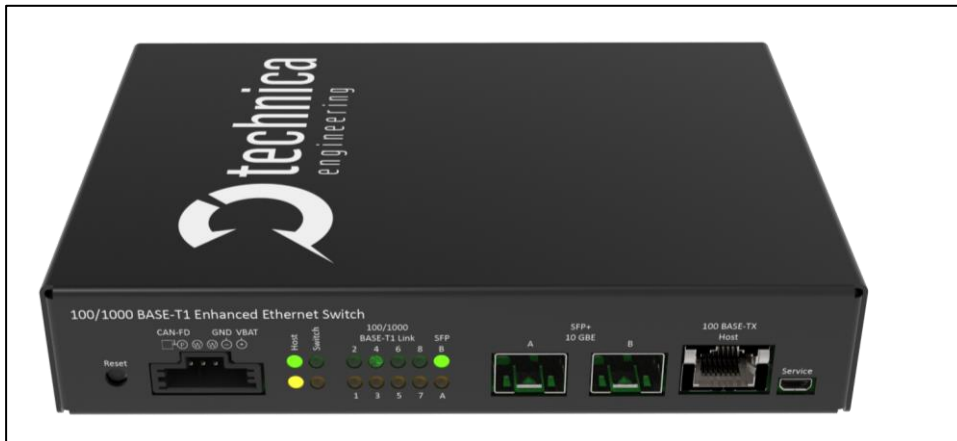 technica
engineering
100/1000 BASE-T1 Enhanced Ethernet Switch
CAN-FD GND VBAT
Reset
Host
Switch
100/1000
BASE-T1 Link
SFP
2 4 6 8 B
1 3 5 7 A
SFP+
10 GBE
A B
100 BASE-TX
Host
Service